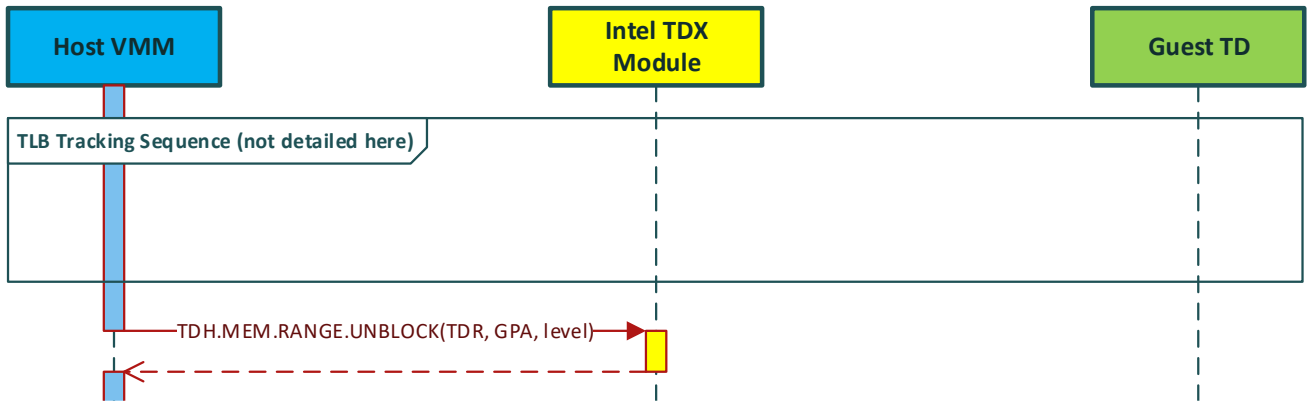 Host VMM
Intel TDX
Module
Guest TD
TLB Tracking Sequence (not detailed here)
TDH.MEM.RANGE.UNBLOCK(TDR, GPA, level)